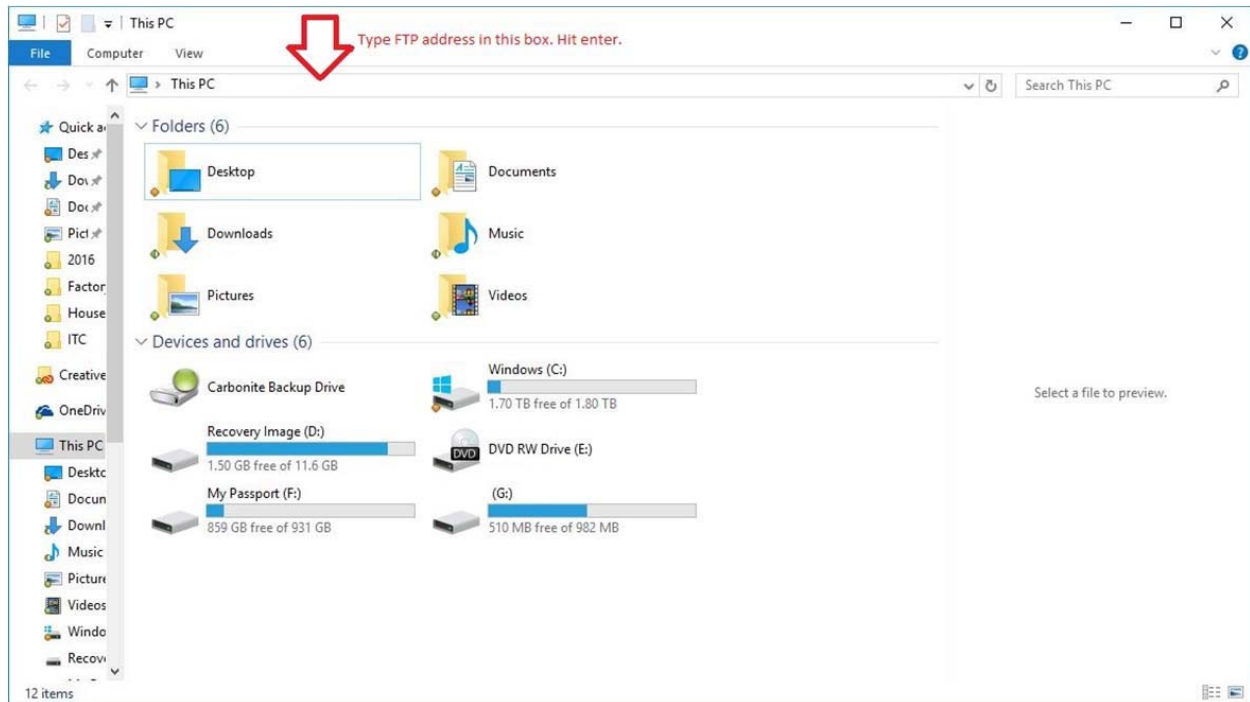 This PC
Type FTP address in this box. Hit enter.
File Computer View
This PC
Search This PC
Quick a
Des
Dov
Doc
Pict
2016
Factor
House
ITC
Creative
OneDriv
This PC
Deskto
Docun
Downl
Music
Picture
Videos
Windo
Recov
Folders (6)
Desktop
Documents
Downloads
Music
Pictures
Videos
Devices and drives (6)
Carbonite Backup Drive
Windows (C:)
1.70 TB free of 1.80 TB
Recovery Image (D:)
1.50 GB free of 11.6 GB
DVD
DVD RW Drive (E:)
My Passport (F:)
859 GB free of 931 GB
(G:)
510 MB free of 982 MB
Select a file to preview.
12 items